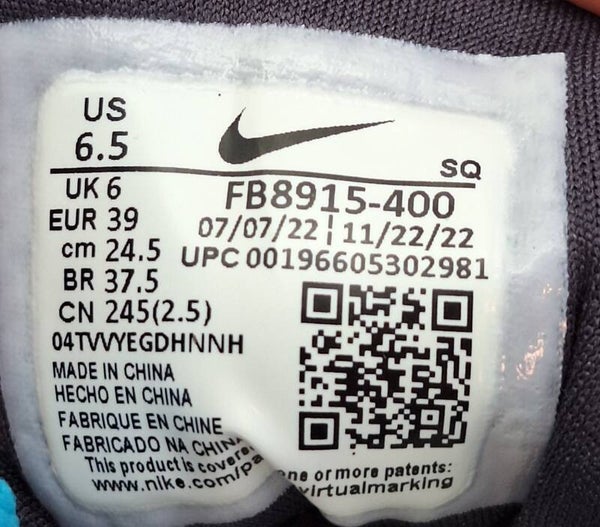 US
6.5
SQ
UK 6
EUR 39
cm 24.5
BR 37.5
CN 245(2.5)
FB8915-400
07/07/22 | 11/22/22
UPC 00196605302981
MADE IN CHINA
HECHO EN CHINA
FABRIQUE EN CHINE
FABRICADO NA CHINA
This product is covere
one or more patents:
www.nike.com/pa
virtualmarking